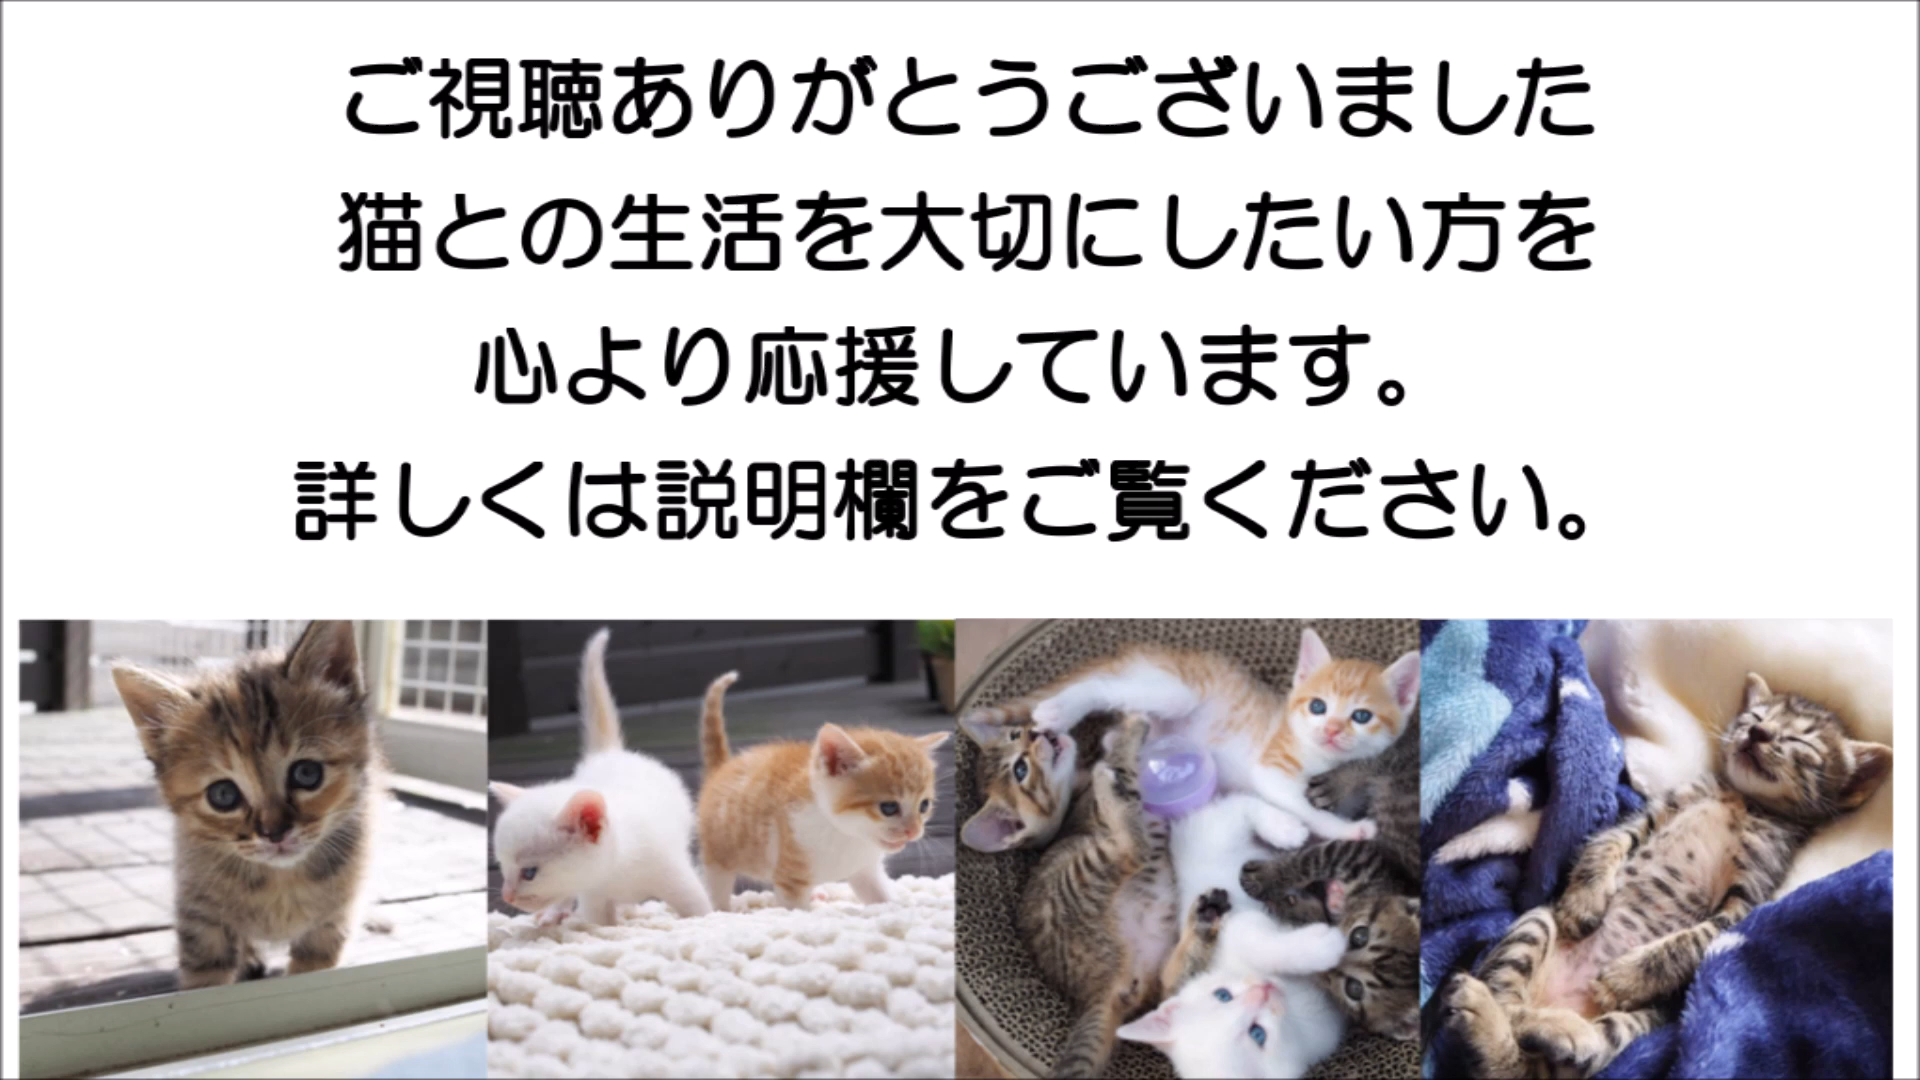 ご視聴ありがとうございました
猫との生活を大切にしたい方を
心より応援しています。
詳しくは説明欄をご覧ください。